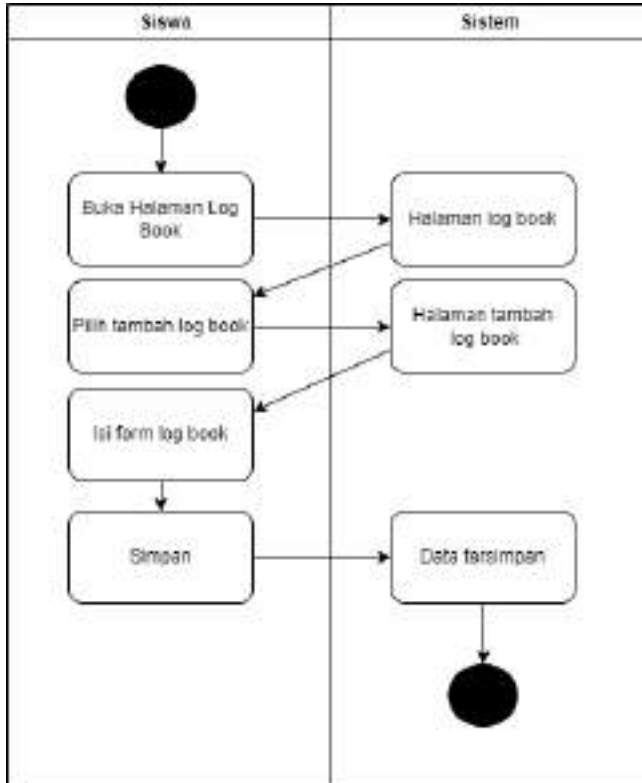 Siswa
Sistem
Buka Halaman Log
Book
Halaman log book
Pilih tambah log book
Halaman tambah
log book
Isi form log book
Simpan
Data tersimpan